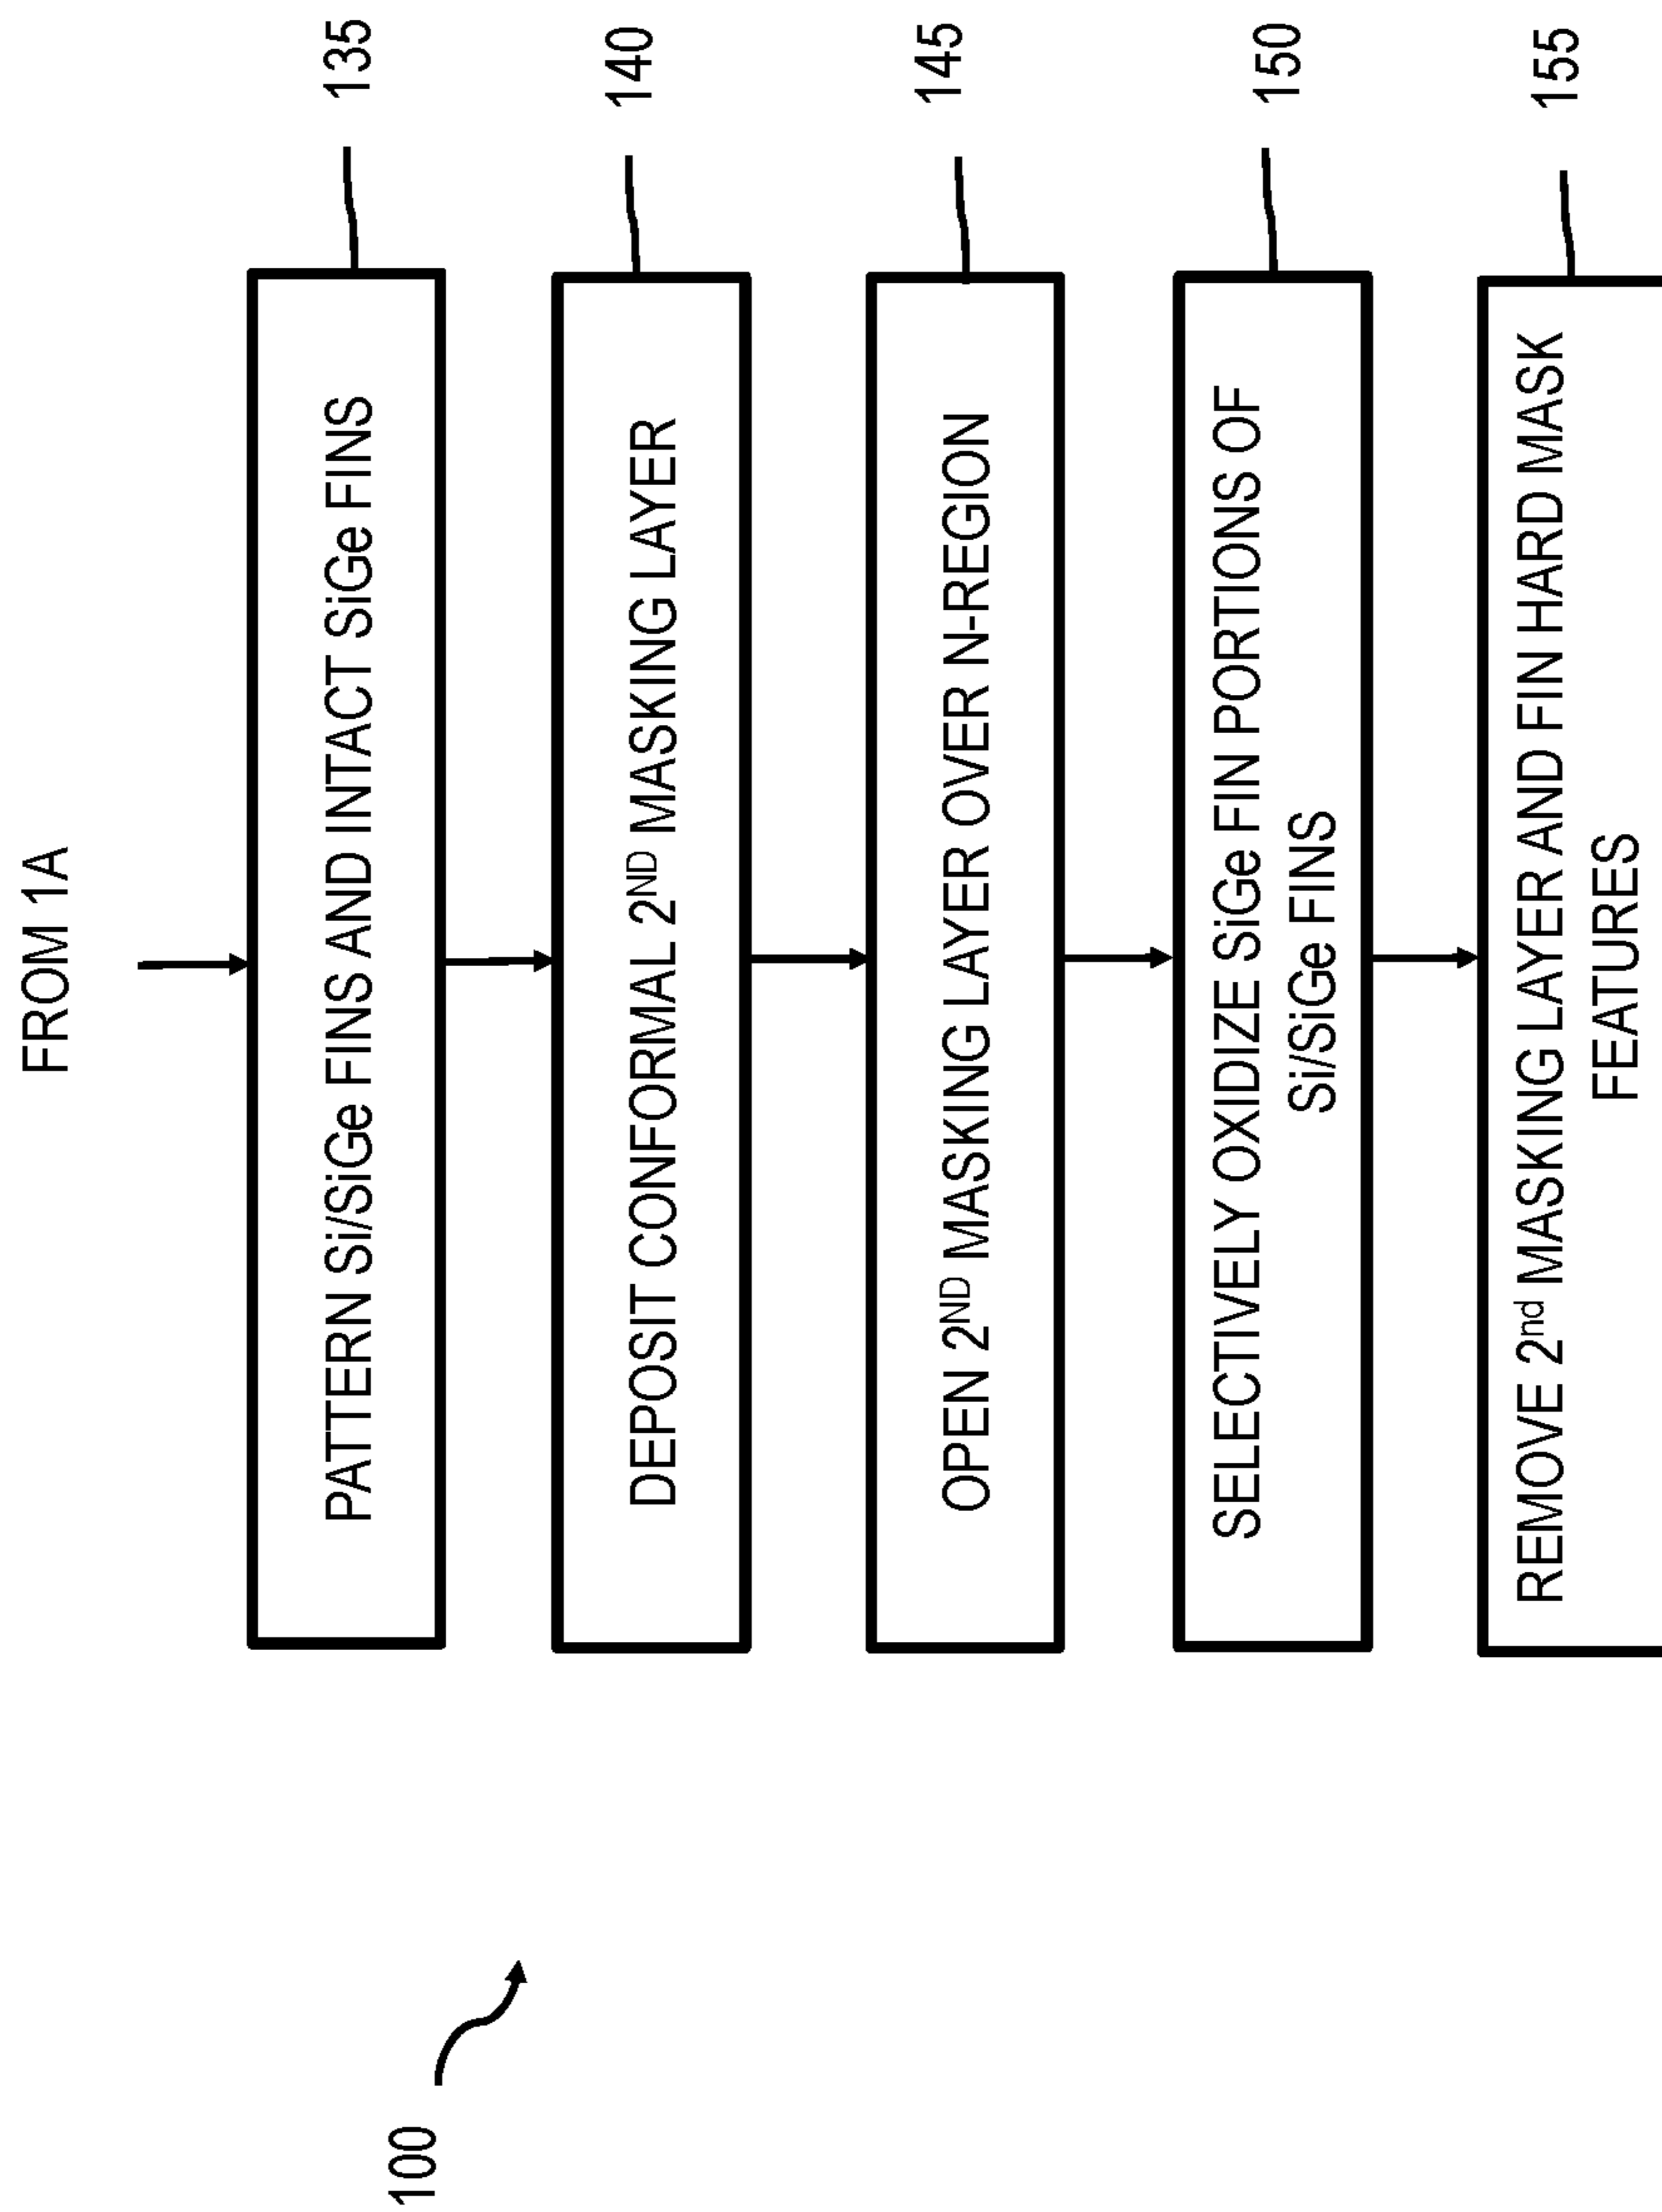 FROM 1A
PATTERN Si/SiGe FINS AND INTACT SiGe FINS
135
DEPOSIT CONFORMAL 2ND MASKING LAYER
140
OPEN 2ND MASKING LAYER OVER N-REGION
145
SELECTIVELY OXIDIZE SiGe FIN PORTIONS OF
Si/SiGe FINS
150
REMOVE 2nd MASKING LAYER AND FIN HARD MASK
FEATURES
155
100